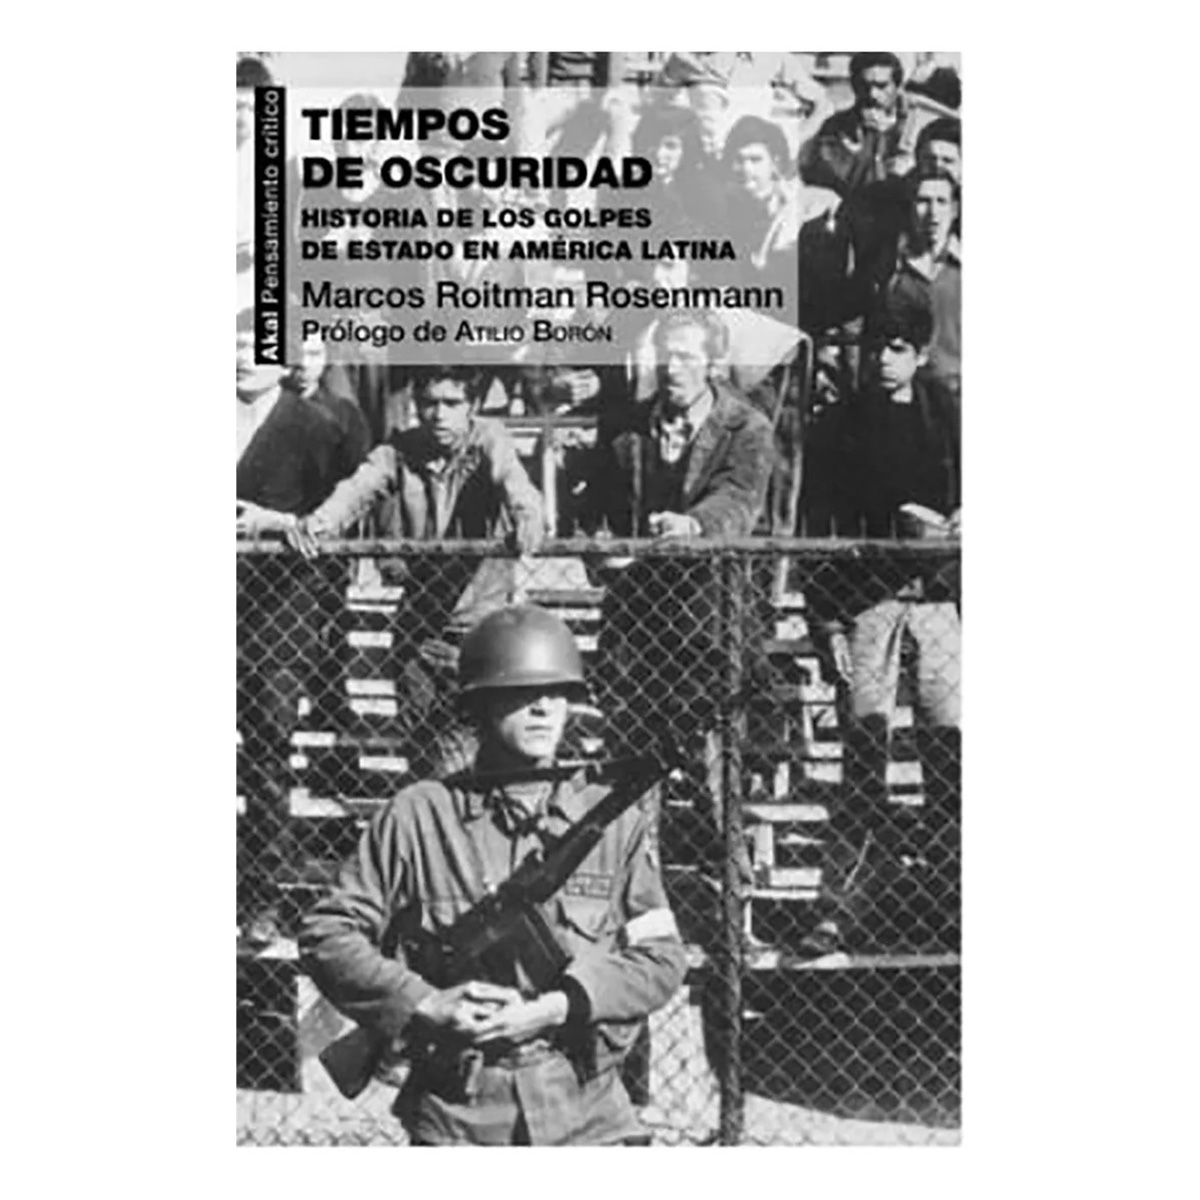 Akal Pensamiento crítico
TIEMPOS
DE OSCURIDAD
HISTORIA DE LOS GOLPES
DE ESTADO EN AMÉRICA LATINA
Marcos Roitman Rosenmann
Prólogo de ATILIO BORÓN